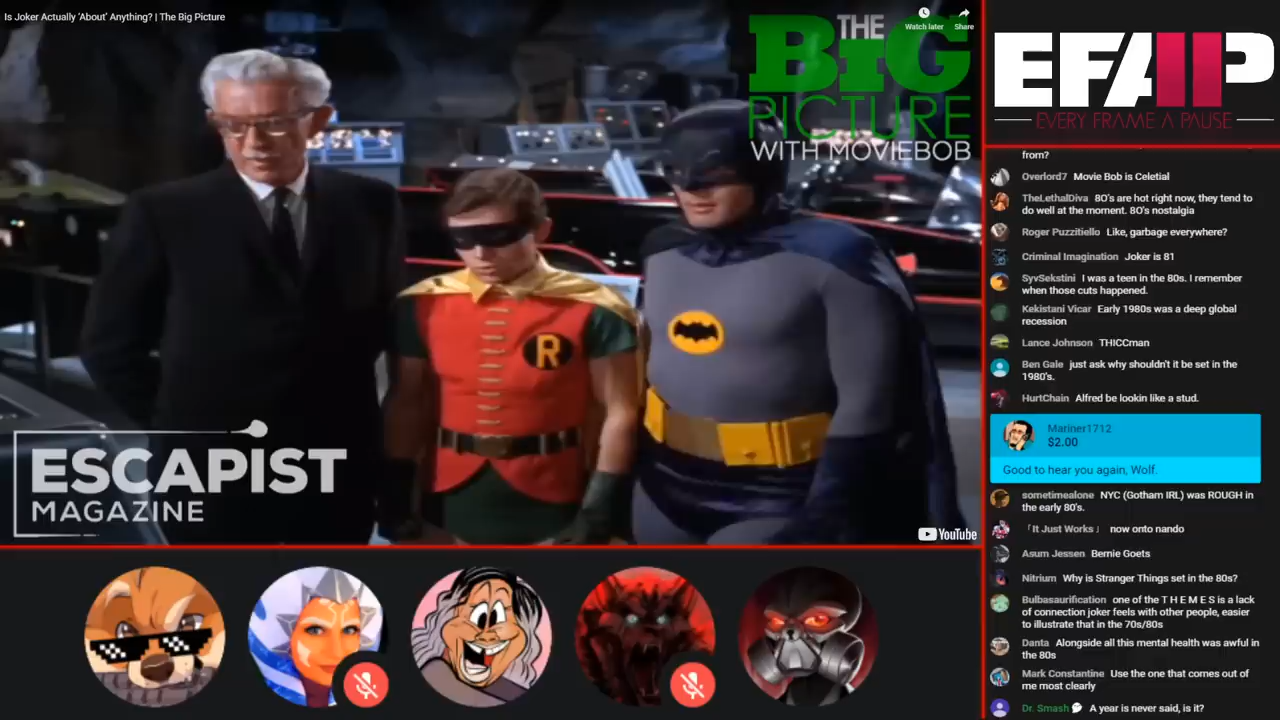 Is Joker Actually 'About' Anything? | The Big Picture
Watch later
Share
THE
BIG
PICTURE
WITH MOVIEBOB
R
ESCAPIST
MAGAZINE
YouTube
EFAP
EVERY FRAME A PAUSE
from?
Overlord7 Movie Bob is Celetial
TheLethalDiva 80's are hot right now, they tend to
do well at the moment. 80's nostalgia
Roger Puzzitiello Like, garbage everywhere?
Criminal Imagination Joker is 81
SyvSekstini I was a teen in the 80s. I remember
when those cuts happened.
Kekistani Vicar Early 1980s was a deep global
recession
Lance Johnson THICCman
Ben Gale just ask why shouldn't it be set in the
1980's.
HurtChain Alfred be lookin like a stud.
Mariner1712
$2.00
Good to hear you again, Wolf.
sometimealone NYC (Gotham IRL) was ROUGH in
the early 80's.
「It Just Works」 now onto nando
Asum Jessen Bernie Goets
Nitrium Why is Stranger Things set in the 80s?
Bulbasaurification one of the T H E M E S is a lack
of connection joker feels with other people, easier
to illustrate that in the 70s/80s
Danta Alongside all this mental health was awful in
the 80s
Mark Constantine Use the one that comes out of
me most clearly
Dr. Smash A year is never said, is it?